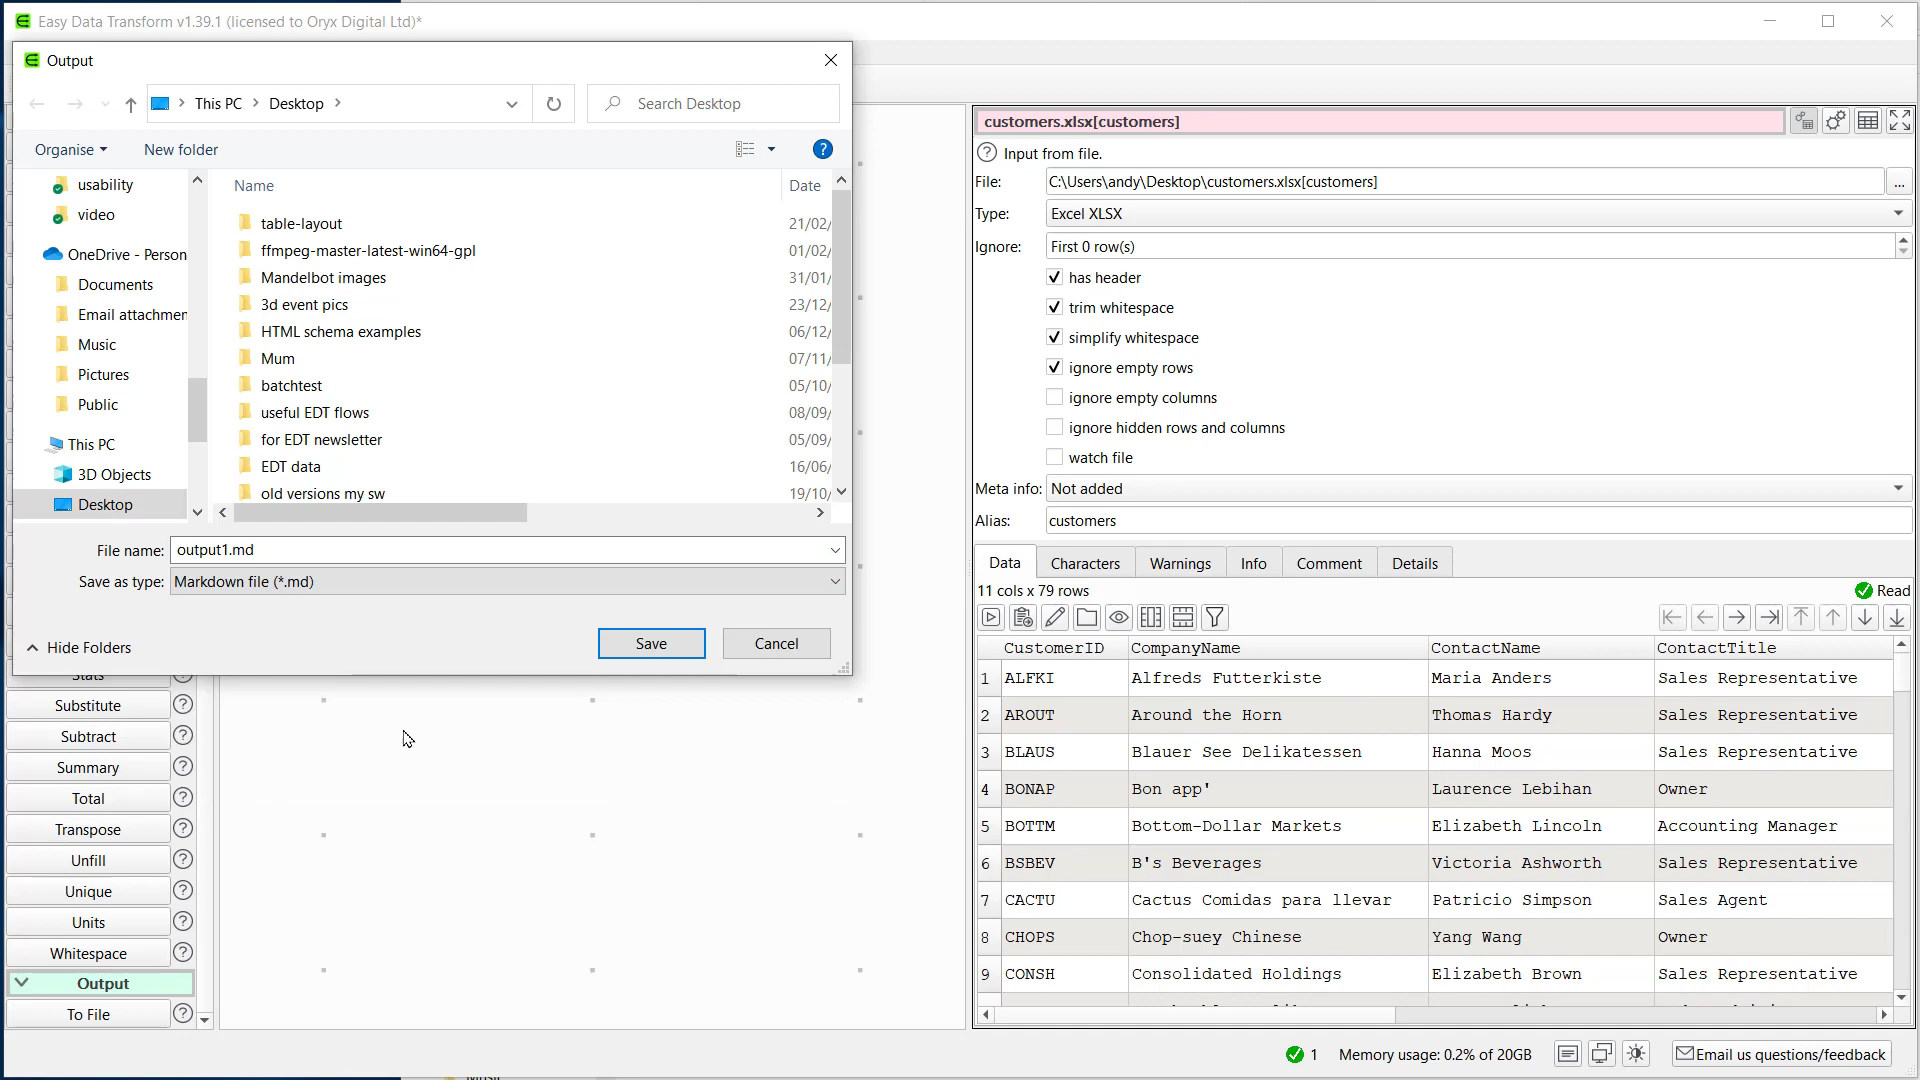 Easy Data Transform v1.39.1 (licensed to Oryx Digital Ltd)*
Output
This PC > Desktop >
Search Desktop
Organise
New folder
usability
video
OneDrive - Person
Documents
Email attachmen
Music
Pictures
Public
This PC
3D Objects
Desktop
Name Date
table-layout 21/02/
ffmpeg-master-latest-win64-gpl 01/02/
Mandelbot images 31/01/
3d event pics 23/12/
HTML schema examples 06/12/
Mum 07/11/
batchtest 05/10/
useful EDT flows 08/09/
for EDT newsletter 05/09/
EDT data 16/06/
old versions my sw 19/10/
File name: output1.md
Save as type: Markdown file (*.md)
Hide Folders
Save
Cancel
Stats
Substitute
Subtract
Summary
Total
Transpose
Unfill
Unique
Units
Whitespace
Output
To File
customers.xlsx[customers]
Input from file.
File: C:\Users\andy\Desktop\customers.xlsx[customers] ...
Type: Excel XLSX
Ignore: First 0 row(s)
has header
trim whitespace
simplify whitespace
ignore empty rows
ignore empty columns
ignore hidden rows and columns
watch file
Meta info: Not added
Alias: customers
Data Characters Warnings Info Comment Details
11 cols x 79 rows Read
CustomerID CompanyName ContactName ContactTitle
1 ALFKI Alfreds Futterkiste Maria Anders Sales Representative
2 AROUT Around the Horn Thomas Hardy Sales Representative
3 BLAUS Blauer See Delikatessen Hanna Moos Sales Representative
4 BONAP Bon app' Laurence Lebihan Owner
5 BOTTM Bottom-Dollar Markets Elizabeth Lincoln Accounting Manager
6 BSBEV B's Beverages Victoria Ashworth Sales Representative
7 CACTU Cactus Comidas para llevar Patricio Simpson Sales Agent
8 CHOPS Chop-suey Chinese Yang Wang Owner
9 CONSH Consolidated Holdings Elizabeth Brown Sales Representative
1 Memory usage: 0.2% of 20GB Email us questions/feedback